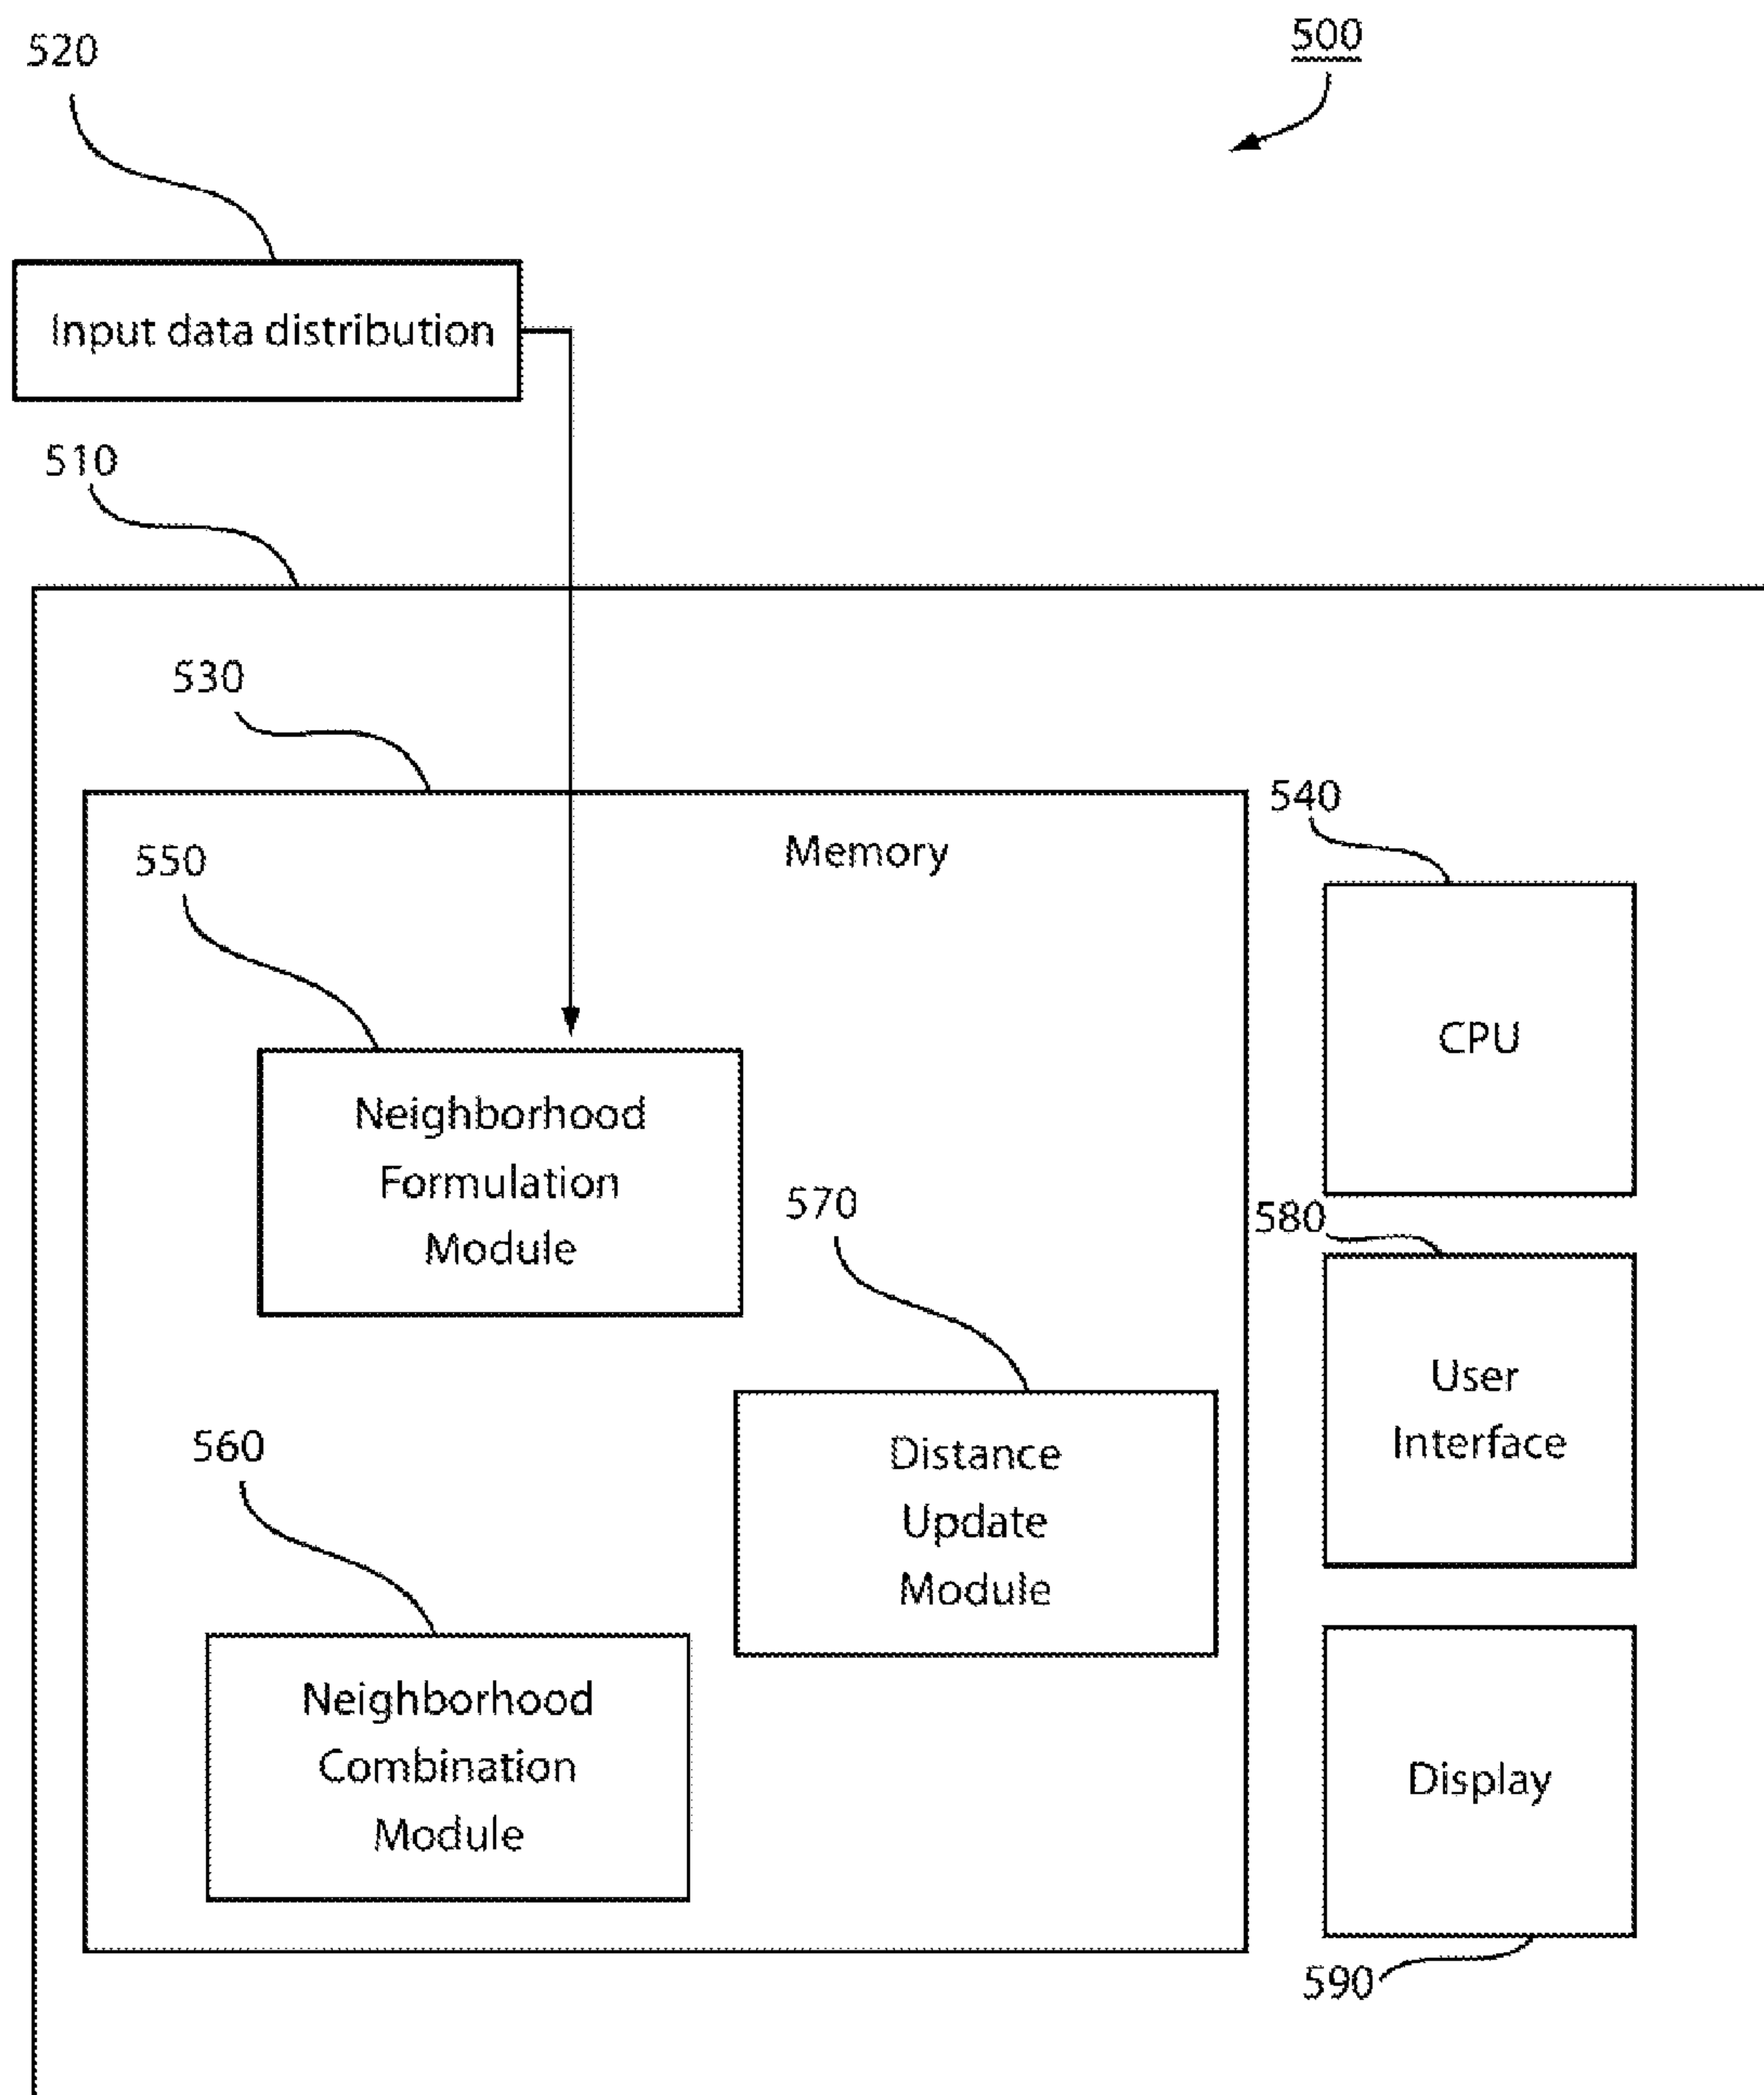 520
500
Input data distribution
510
530
540
Memory
550
CPU
Neighborhood
Formulation
Module
570
580
User
Interface
560
Distance
Update
Module
Neighborhood
Combination
Module
Display
590